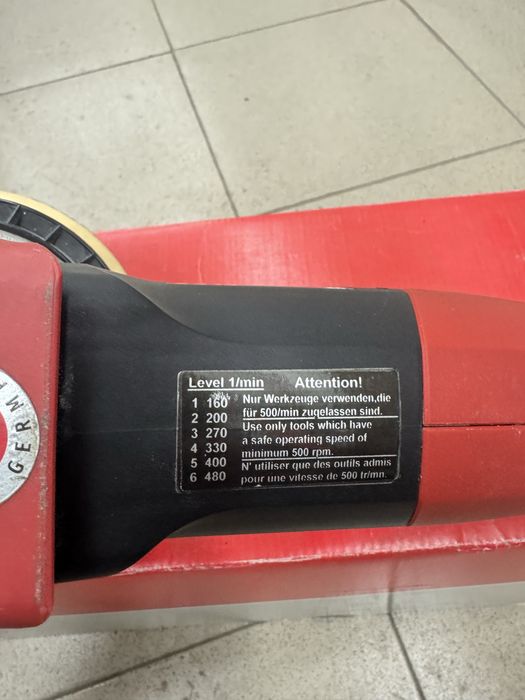 Level 1/min
1 160
2 200
3 270
4 330
5 400
6 480
Attention!
Nur Werkzeuge verwenden,die
für 500/min zugelassen sind.
Use only tools which have
a safe operating speed of
minimum 500 rpm.
N' utiliser que des outils admis
pour une vitesse de 500 tr/mn.